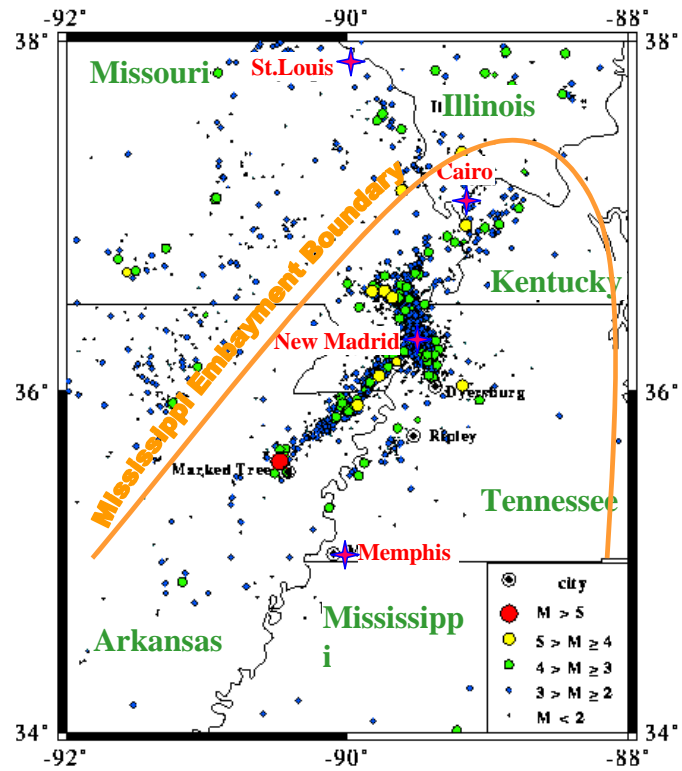 -92° -90° -88°
38° 38°
Missouri
St.Louis
Illinois
Cairo
Mississippi Embayment Boundary
Kentucky
New Madrid
36° 36°
Dyersburg
Ripley
Marked Tree
Tennessee
Memphis
Mississipp
i
Arkansas
city
M > 5
5 > M ≥ 4
4 > M ≥ 3
3 > M ≥ 2
M < 2
34° 34°
-92° -90° -88°